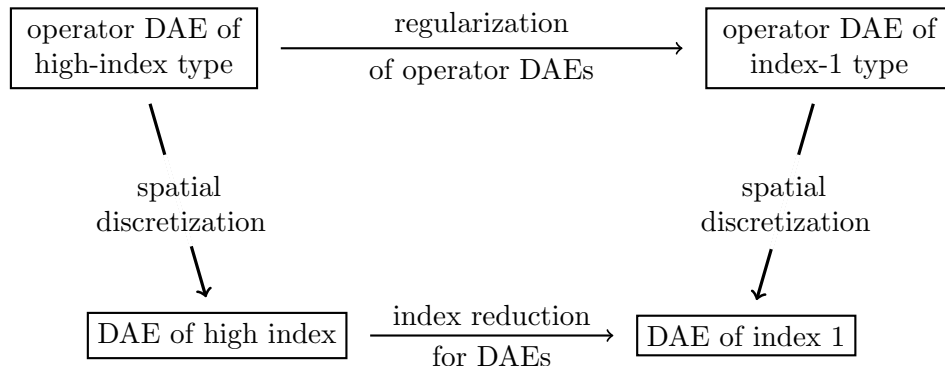 operator DAE of
high-index type
regularization
of operator DAEs
operator DAE of
index-1 type
spatial
discretization
spatial
discretization
DAE of high index
index reduction
for DAEs
DAE of index 1